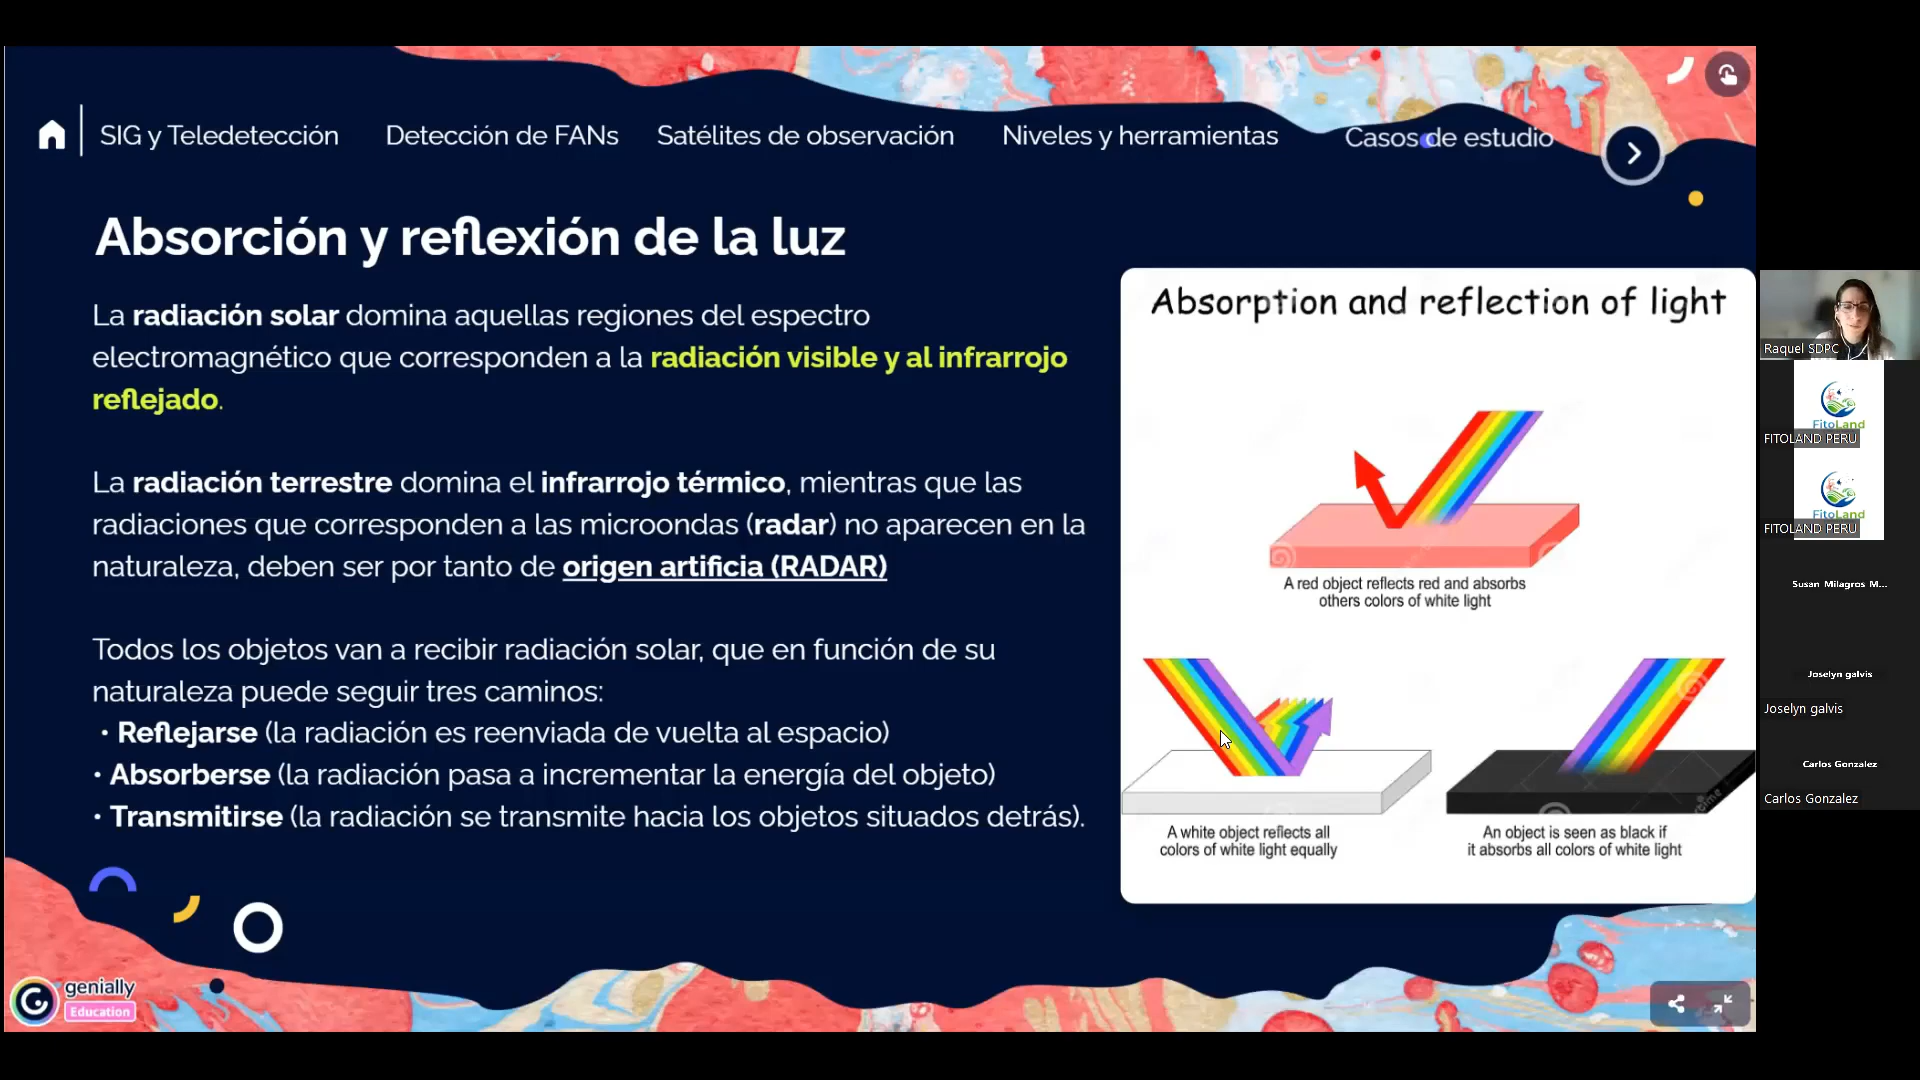 SIG y Teledetección
Detección de FANs
Satélites de observación
Niveles y herramientas
Casos de estudio
Absorción y reflexión de la luz
La radiación solar domina aquellas regiones del espectro
electromagnético que corresponden a la radiación visible y al infrarrojo
reflejado.
La radiación terrestre domina el infrarrojo térmico, mientras que las
radiaciones que corresponden a las microondas (radar) no aparecen en la
naturaleza, deben ser por tanto de origen artificia (RADAR)
Todos los objetos van a recibir radiación solar, que en función de su
naturaleza puede seguir tres caminos:
• Reflejarse (la radiación es reenviada de vuelta al espacio)
• Absorberse (la radiación pasa a incrementar la energía del objeto)
• Transmitirse (la radiación se transmite hacia los objetos situados detrás).
Absorption and reflection of light
A red object reflects red and absorbs
others colors of white light
A white object reflects all
colors of white light equally
An object is seen as black if
it absorbs all colors of white light
genially
Education
Raquel SDPC
FitoLand
FITOLAND PERU
FitoLand
FITOLAND PERU
Susan Milagros M...
Joselyn galvis
Joselyn galvis
Carlos Gonzalez
Carlos Gonzalez